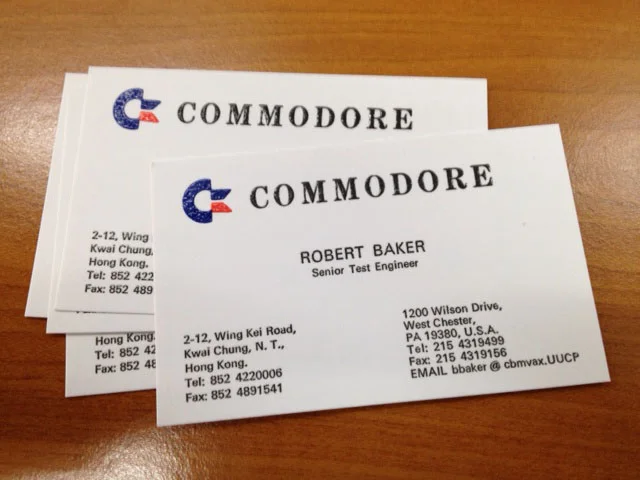 COMMODORE
2-12, Wing
Kwai Chung,
Hong Kong.
Tel: 852 422
Fax: 852 489
Hong Kong.
Tel: 852 42
Fax: 852 4
COMMODORE
ROBERT BAKER
Senior Test Engineer
2-12, Wing Kei Road,
Kwai Chung, N. T.,
Hong Kong.
Tel: 852 4220006
Fax: 852 4891541
1200 Wilson Drive,
West Chester,
PA 19380, U.S.A.
Tel: 215 4319499
Fax: 215 4319156
EMAIL bbaker @ cbmvax.UUCP